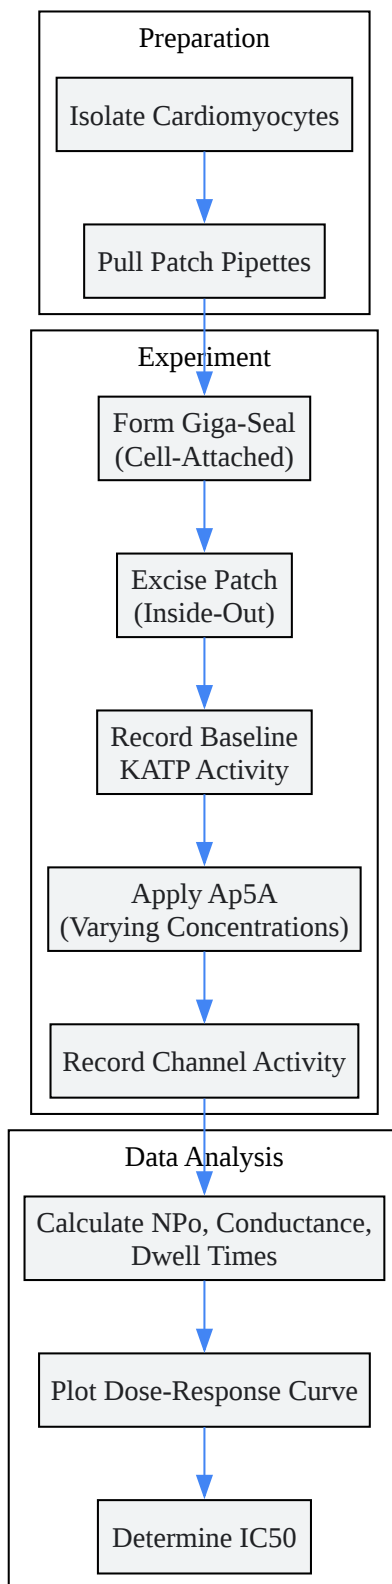 Preparation
Isolate Cardiomyocytes
Pull Patch Pipettes
Experiment
Form Giga-Seal
(Cell-Attached)
Excise Patch
(Inside-Out)
Record Baseline
KATP Activity
Apply Ap5A
(Varying Concentrations)
Record Channel Activity
Data Analysis
Calculate NPo, Conductance,
Dwell Times
Plot Dose-Response Curve
Determine IC50